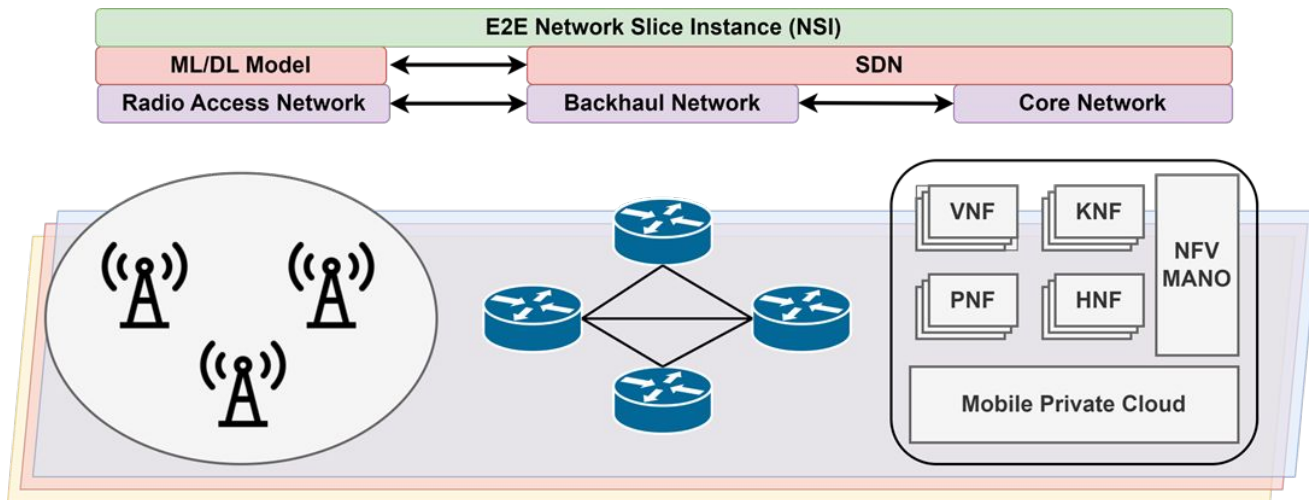 E2E Network Slice Instance (NSI)
ML/DL Model
SDN
Radio Access Network
Backhaul Network
Core Network
VNF
KNF
NFV
MANO
PNF
HNF
Mobile Private Cloud